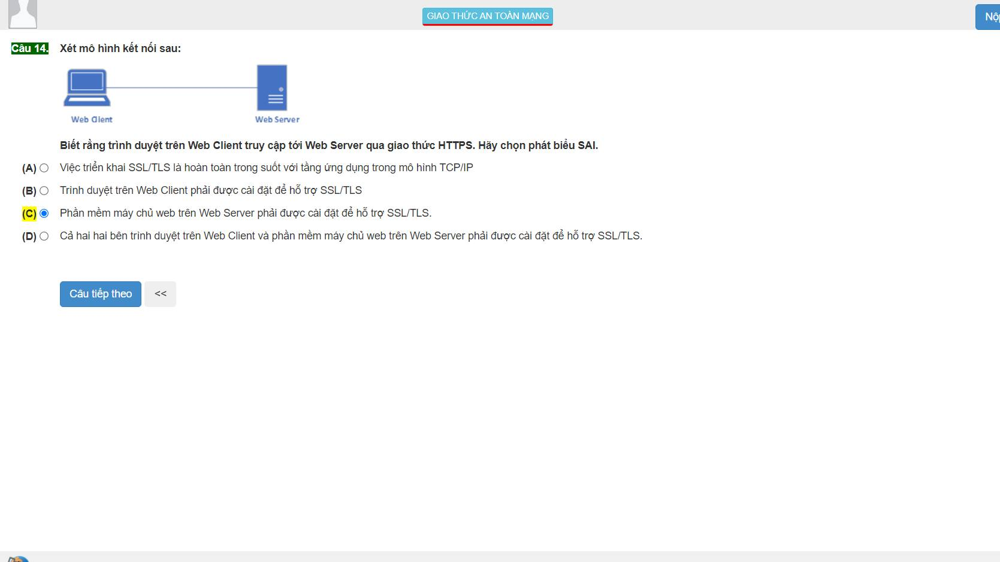 GIAO THỨC AN TOÀN MẠNG
Câu 14. Xét mô hình kết nối sau:
Web Client
Web Server
Biết rằng trình duyệt trên Web Client truy cập tới Web Server qua giao thức HTTPS. Hãy chọn phát biểu SAI.
(A) Việc triển khai SSL/TLS là hoàn toàn trong suốt với tầng ứng dụng trong mô hình TCP/IP
(B) Trình duyệt trên Web Client phải được cài đặt để hỗ trợ SSL/TLS
(C) Phần mềm máy chủ web trên Web Server phải được cài đặt để hỗ trợ SSL/TLS.
(D) Cả hai hai bên trình duyệt trên Web Client và phần mềm máy chủ web trên Web Server phải được cài đặt để hỗ trợ SSL/TLS.
Câu tiếp theo <<